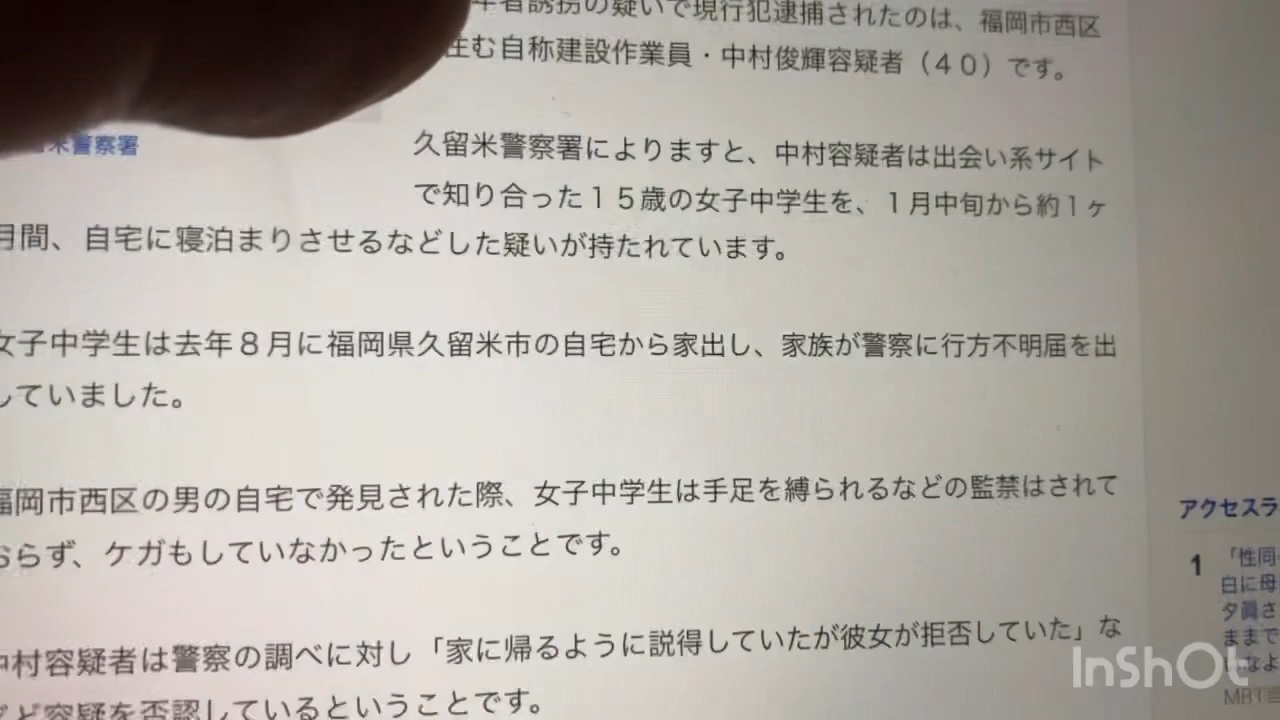 年者誘拐の疑いで現行犯逮捕されたのは、福岡市西区
住む自称建設作業員・中村俊輝容疑者（４０）です。
米警察署
久留米警察署によりますと、中村容疑者は出会い系サイト
で知り合った１５歳の女子中学生を、１月中旬から約１ヶ
月間、自宅に寝泊まりさせるなどした疑いが持たれています。
女子中学生は去年８月に福岡県久留米市の自宅から家出し、家族が警察に行方不明届を出
していました。
福岡市西区の男の自宅で発見された際、女子中学生は手足を縛られるなどの監禁はされて
おらず、ケガもしていなかったということです。
中村容疑者は警察の調べに対し「家に帰るように説得していたが彼女が拒否していた」な
ど容疑を否認しているということです。
アクセスラ
1
「性同
白に母
夕眞さ
ままで
いなよ
MRT
InShOt